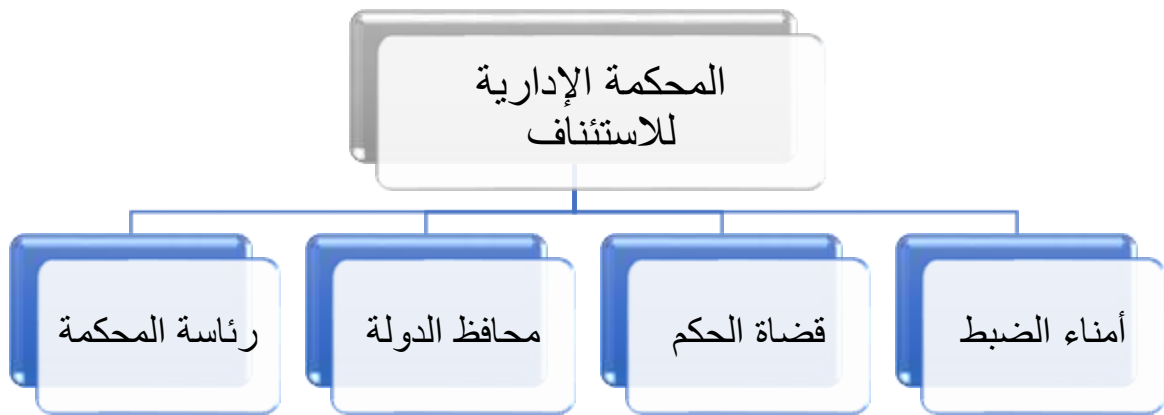 المحكمة الإدارية
للاستئناف
أمناء الضبط
قضاة الحكم
محافظ الدولة
رئاسة المحكمة